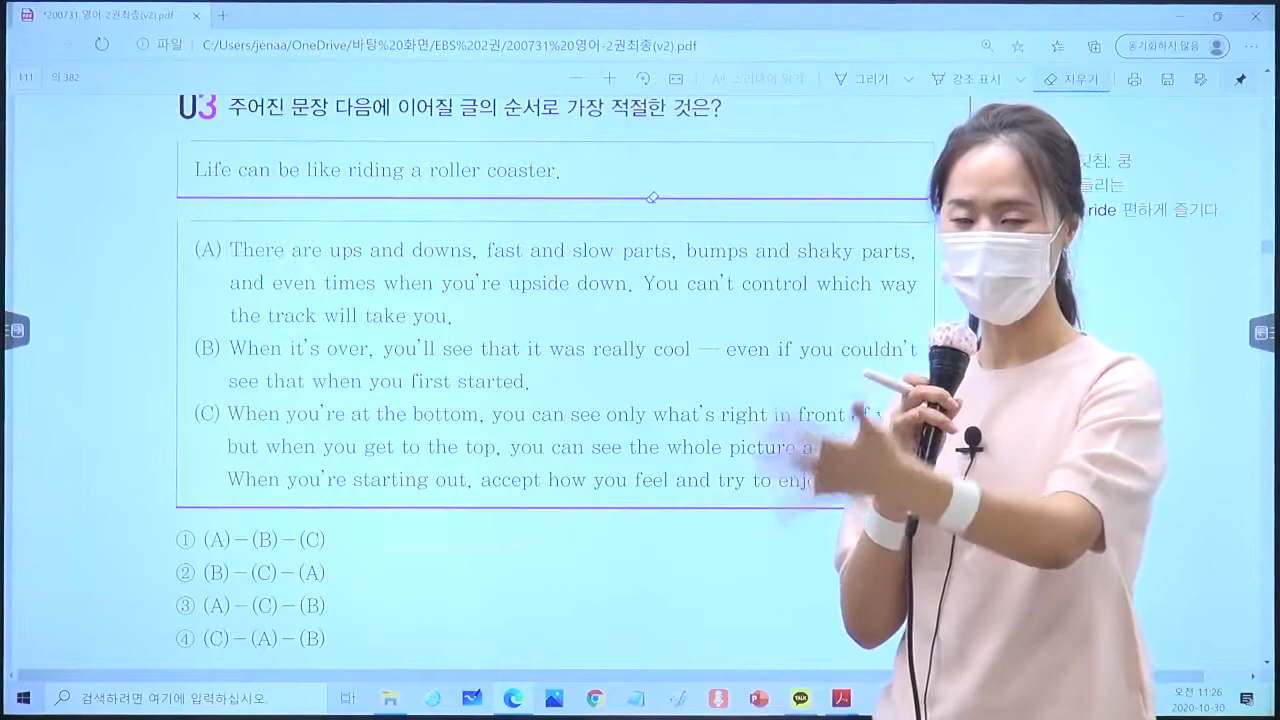 *200731 영어-2권최종(v2).pdf
파일 C:/Users/jenaa/OneDrive/바탕%20화면/EBS%202권/200731%20영어-2권최종(v2).pdf
동기화하지 않음
111 의 382
소리내어 읽기 그리기 강조 표시 지우기
03 주어진 문장 다음에 이어질 글의 순서로 가장 적절한 것은?
Life can be like riding a roller coaster.
(A) There are ups and downs, fast and slow parts, bumps and shaky parts,
and even times when you're upside down. You can't control which way
the track will take you.
(B) When it's over, you'll see that it was really cool — even if you couldn't
see that when you first started.
(C) When you're at the bottom, you can see only what's right in front of
but when you get to the top, you can see the whole picture
When you're starting out, accept how you feel and try to
① (A)-(B)-(C)
② (B)-(C)-(A)
③ (A)-(C)-(B)
④ (C)-(A)-(B)
쿵
ride 편하게 즐기다
검색하려면 여기에 입력하십시오.
TALK
오전 11:26
2020-10-30